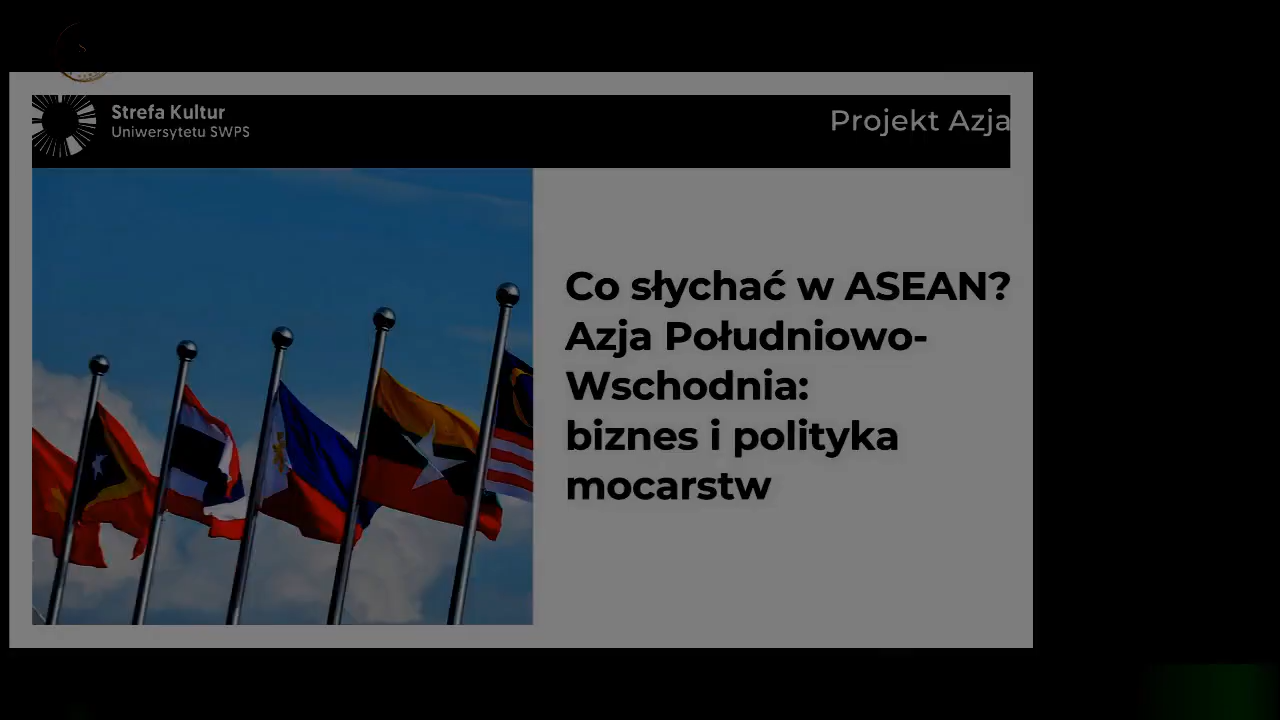 Strefa Kultur
Uniwersytetu SWPS
Projekt Azja
Co słychać w ASEAN?
Azja Południowo-
Wschodnia:
biznes i polityka
mocarstw